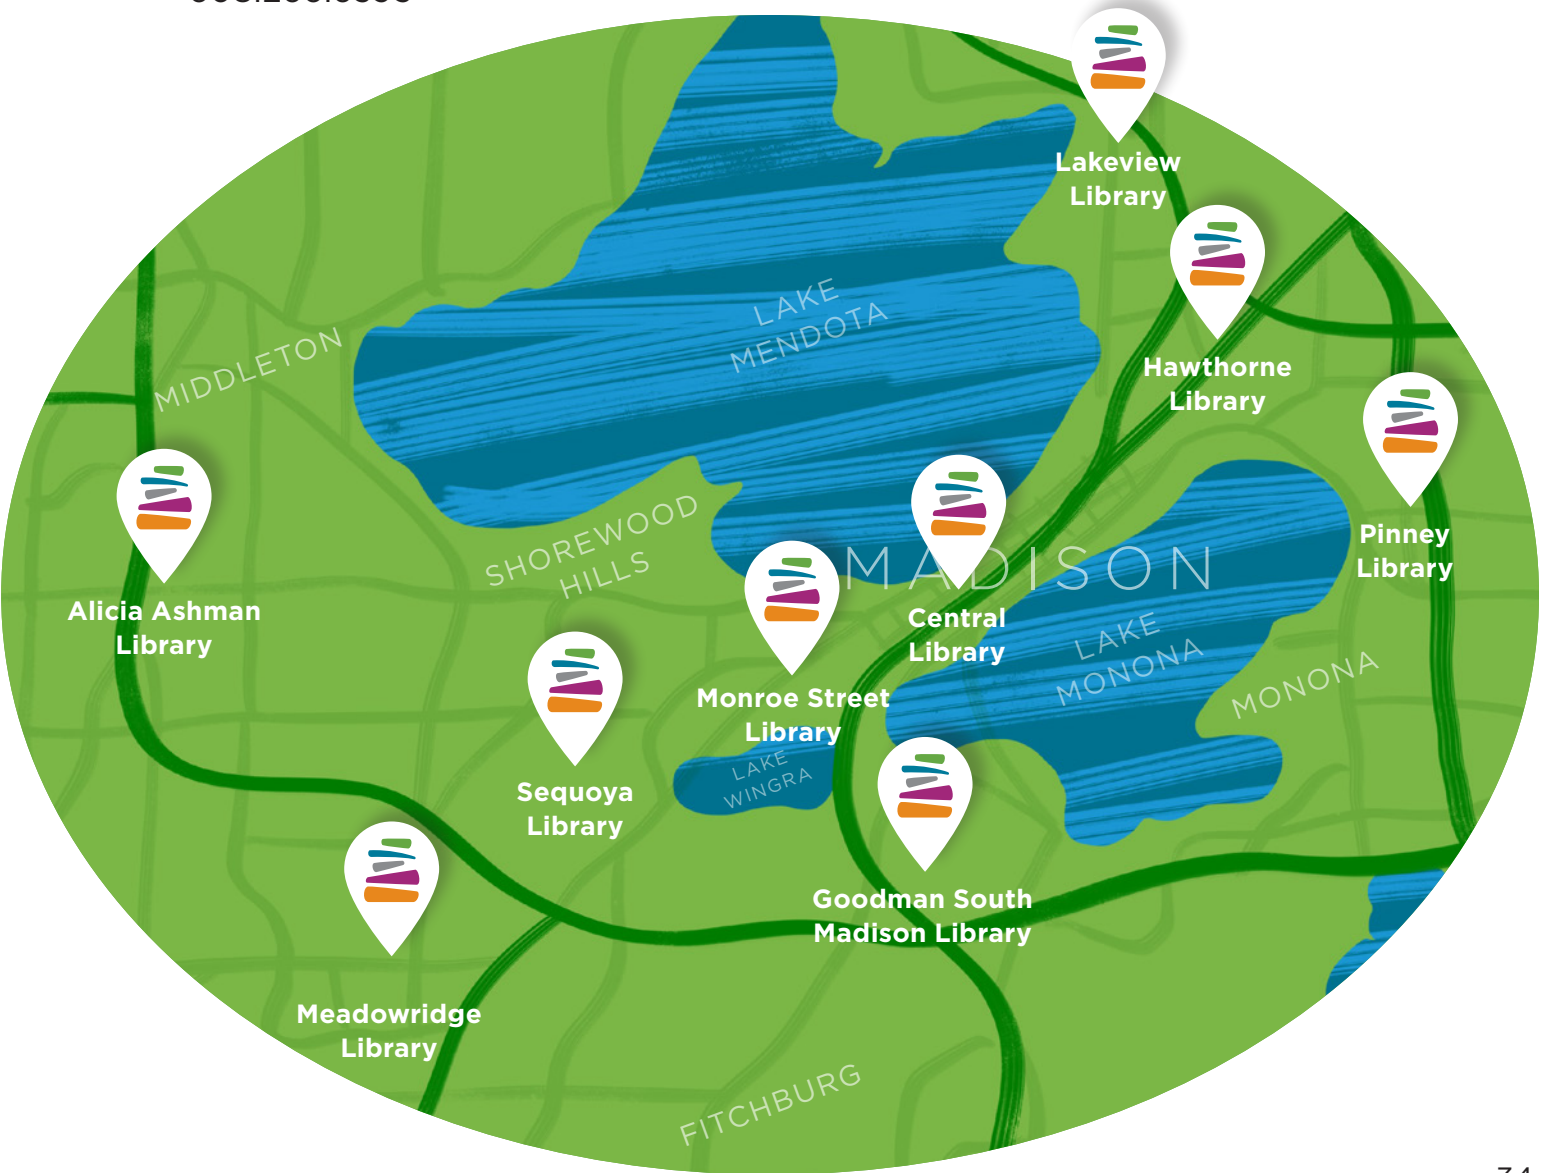 Lakeview
Library
LAKE
MENDOTA
MIDDLETON
Hawthorne
Library
SHOREWOOD
HILLS
MADISON
Pinney
Library
Alicia Ashman
Library
Central
Library
LAKE
MONONA
MONONA
Monroe Street
Library
LAKE
WINGRA
Sequoya
Library
Goodman South
Madison Library
Meadowridge
Library
FITCHBURG